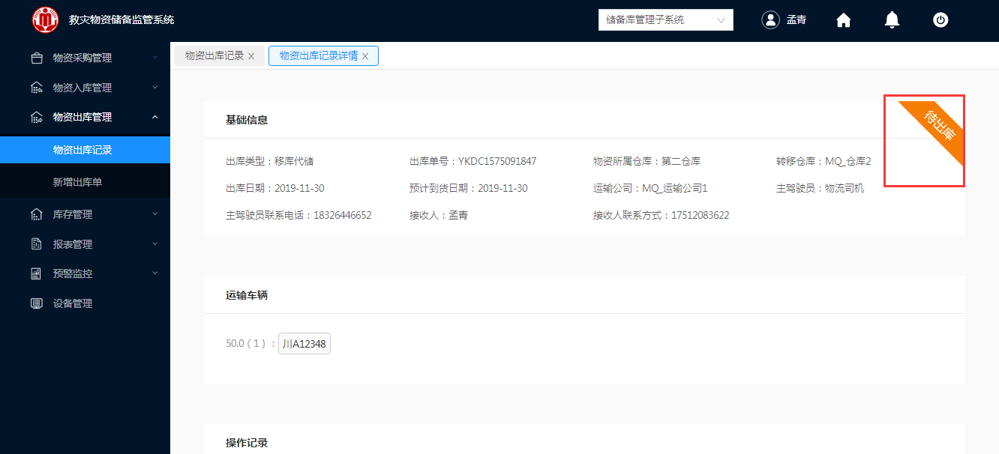 救灾物资储备监管系统
储备库管理子系统
孟青
物资采购管理
物资入库管理
物资出库管理
物资出库记录
新增出库单
库存管理
报表管理
预警监控
设备管理
物资出库记录
物资出库记录详情
基础信息
待出库
出库类型：移库代储 出库单号：YKDC1575091847 物资所属仓库：第二仓库 转移仓库：MQ_仓库2
出库日期：2019-11-30 预计到货日期：2019-11-30 运输公司：MQ_运输公司1 主驾驶员：物流司机
主驾驶员联系电话：18326446652 接收人：孟青 接收人联系方式：17512083622
运输车辆
50.0（1）：川A12348
操作记录